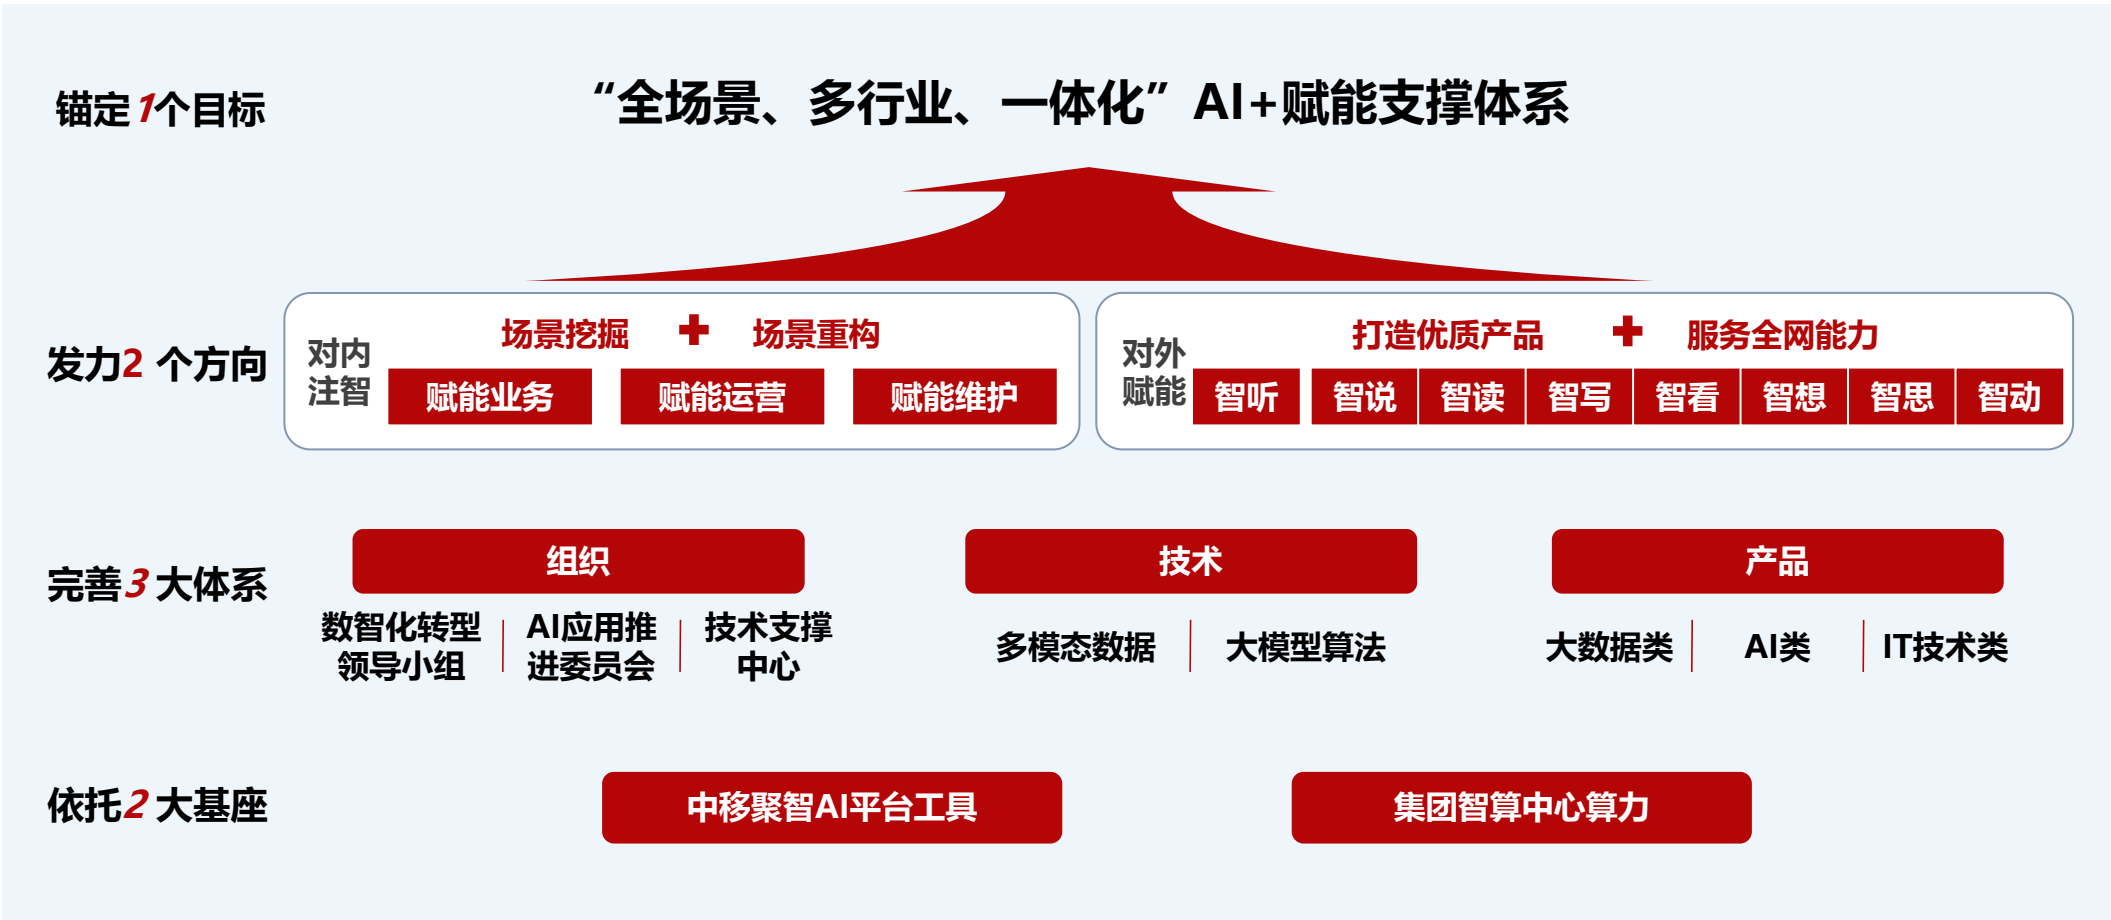 锚定1个目标
“全场景、多行业、一体化”AI+赋能支撑体系
发力2 个方向
对内
注智
场景挖掘
场景重构
赋能业务
赋能运营
赋能维护
对外
赋能
打造优质产品
服务全网能力
智听
智说
智读
智写
智看
智想
智思
智动
完善3 大体系
组织
数智化转型
领导小组
AI应用推
进委员会
技术支撑
中心
技术
多模态数据
大模型算法
产品
大数据类
AI类
IT技术类
依托2 大基座
中移聚智AI平台工具
集团智算中心算力